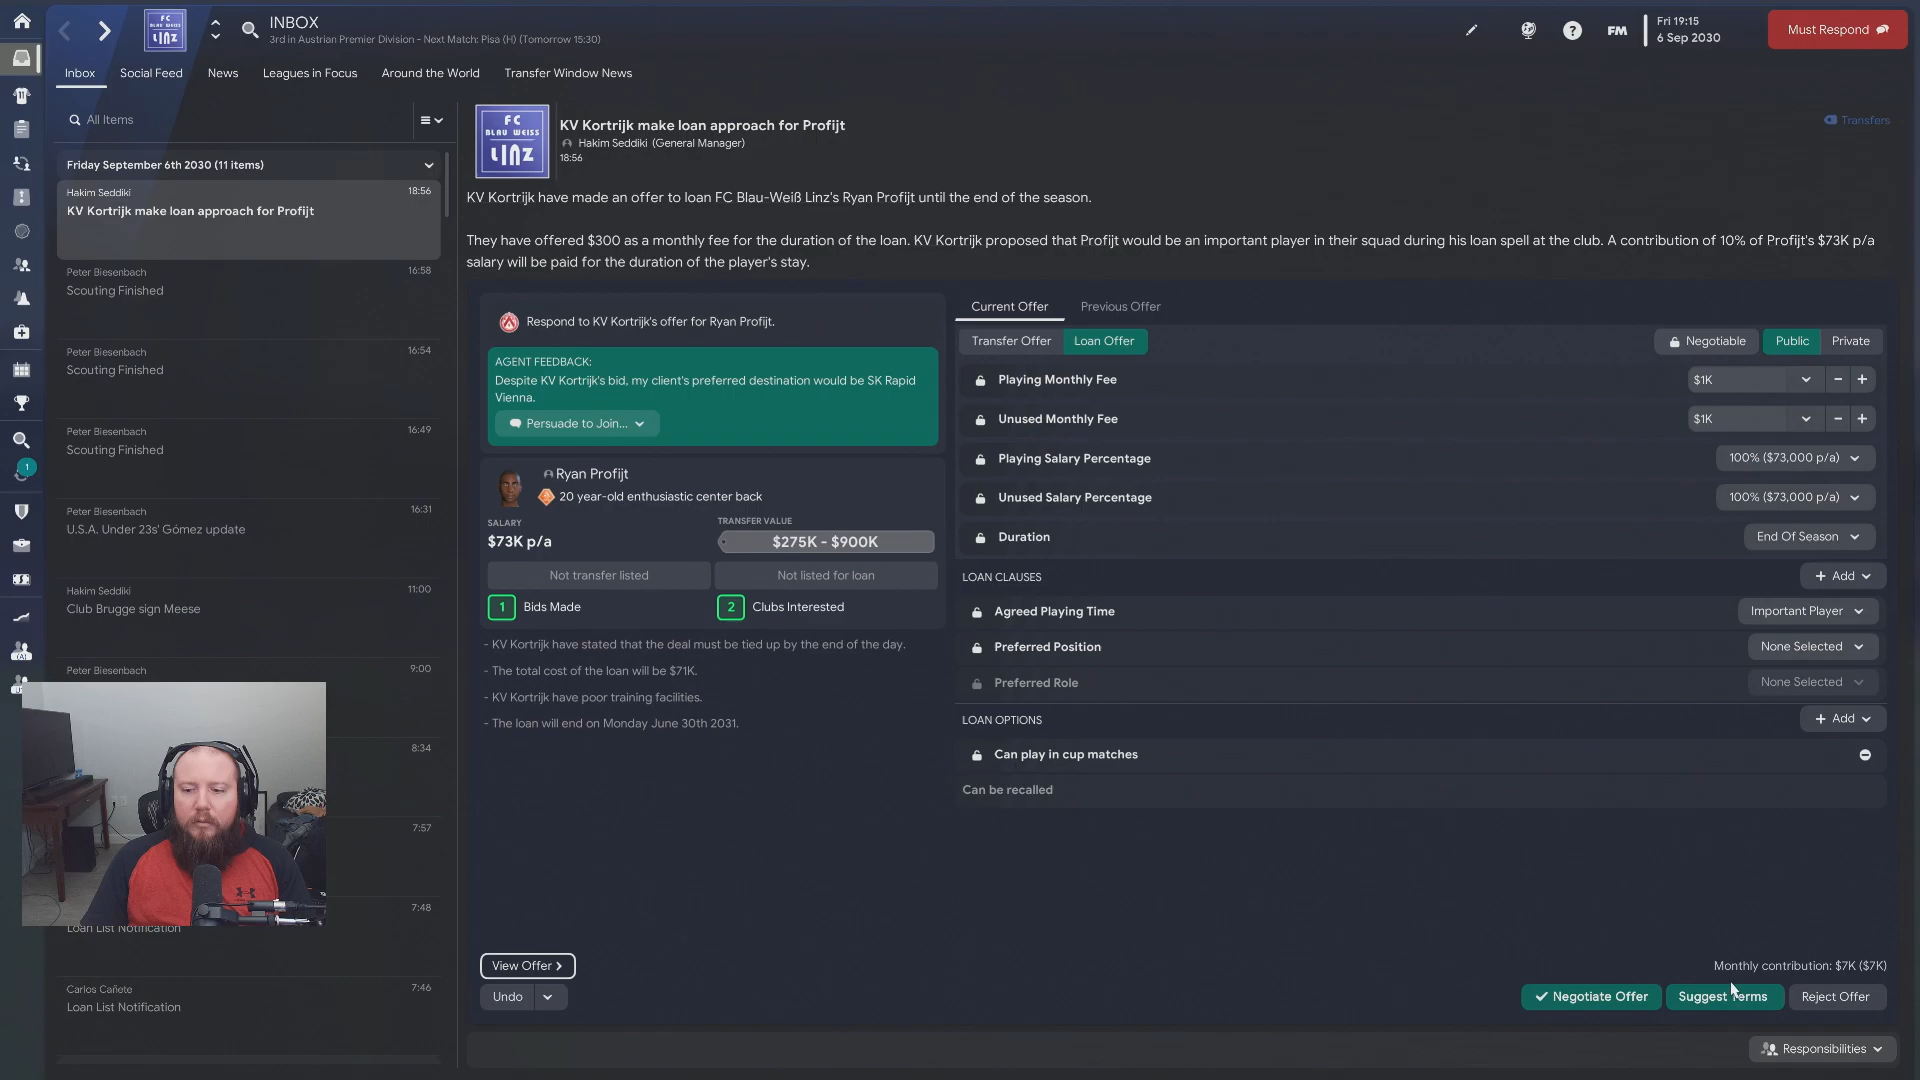 FC
BLAU WEISS
LINZ
INBOX
3rd in Austrian Premier Division - Next Match: Pisa (H) (Tomorrow 15:30)
FM
Fri 19:15
6 Sep 2030
Must Respond
Inbox
Social Feed
News
Leagues in Focus
Around the World
Transfer Window News
All Items
Friday September 6th 2030 (11 items)
Hakim Seddiki
18:56
KV Kortrijk make loan approach for Profijt
Peter Biesenbach
16:58
Scouting Finished
Peter Biesenbach
16:54
Scouting Finished
Peter Biesenbach
16:49
Scouting Finished
Peter Biesenbach
16:31
U.S.A. Under 23s' Gómez update
Hakim Seddiki
11:00
Club Brugge sign Meese
Peter Biesenbach
9:00
8:34
7:57
7:48
Loan List Notification
Carlos Cañete
7:46
Loan List Notification
1
FC
BLAU WEISS
LINZ
KV Kortrijk make loan approach for Profijt
Hakim Seddiki (General Manager)
18:56
Transfers
KV Kortrijk have made an offer to loan FC Blau-Weiß Linz's Ryan Profijt until the end of the season.
They have offered $300 as a monthly fee for the duration of the loan. KV Kortrijk proposed that Profijt would be an important player in their squad during his loan spell at the club. A contribution of 10% of Profijt's $73K p/a
salary will be paid for the duration of the player's stay.
Respond to KV Kortrijk's offer for Ryan Profijt.
AGENT FEEDBACK:
Despite KV Kortrijk's bid, my client's preferred destination would be SK Rapid
Vienna.
Persuade to Join...
Ryan Profijt
20 year-old enthusiastic center back
SALARY
TRANSFER VALUE
$73K p/a
$275K - $900K
Not transfer listed
Not listed for loan
1 Bids Made
2 Clubs Interested
- KV Kortrijk have stated that the deal must be tied up by the end of the day.
- The total cost of the loan will be $71K.
- KV Kortrijk have poor training facilities.
- The loan will end on Monday June 30th 2031.
View Offer
Undo
Current Offer
Previous Offer
Transfer Offer
Loan Offer
Negotiable
Public
Private
Playing Monthly Fee
$1K
Unused Monthly Fee
$1K
Playing Salary Percentage
100% ($73,000 p/a)
Unused Salary Percentage
100% ($73,000 p/a)
Duration
End Of Season
LOAN CLAUSES
Add
Agreed Playing Time
Important Player
Preferred Position
None Selected
Preferred Role
None Selected
LOAN OPTIONS
Add
Can play in cup matches
Can be recalled
Monthly contribution: $7K ($7K)
Negotiate Offer
Suggest Terms
Reject Offer
Responsibilities